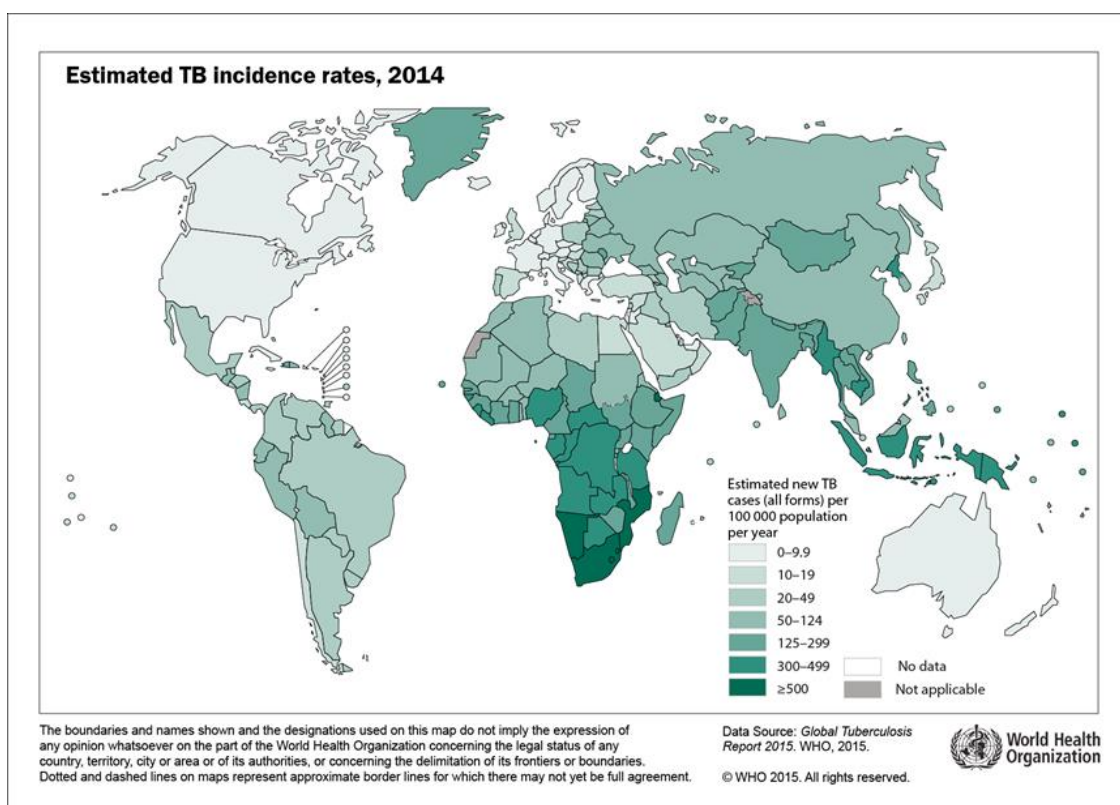 Estimated TB incidence rates, 2014
Estimated new TB
cases (all forms) per
100 000 population
per year
0–9.9
10–19
20–49
50–124
125–299
300–499
≥500
No data
Not applicable
The boundaries and names shown and the designations used on this map do not imply the expression of
any opinion whatsoever on the part of the World Health Organization concerning the legal status of any
country, territory, city or area or of its authorities, or concerning the delimitation of its frontiers or boundaries.
Dotted and dashed lines on maps represent approximate border lines for which there may not yet be full agreement.
Data Source: Global Tuberculosis
Report 2015. WHO, 2015.
© WHO 2015. All rights reserved.
World Health
Organization